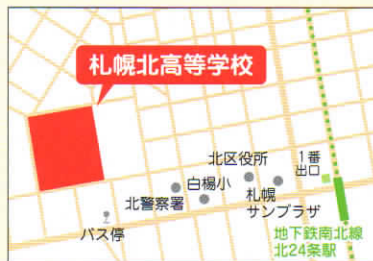 札幌北高等学校
北区役所
1番
出口
白楊小
北警察署
札幌
サンプラザ
バス停
地下鉄南北線
北24条駅